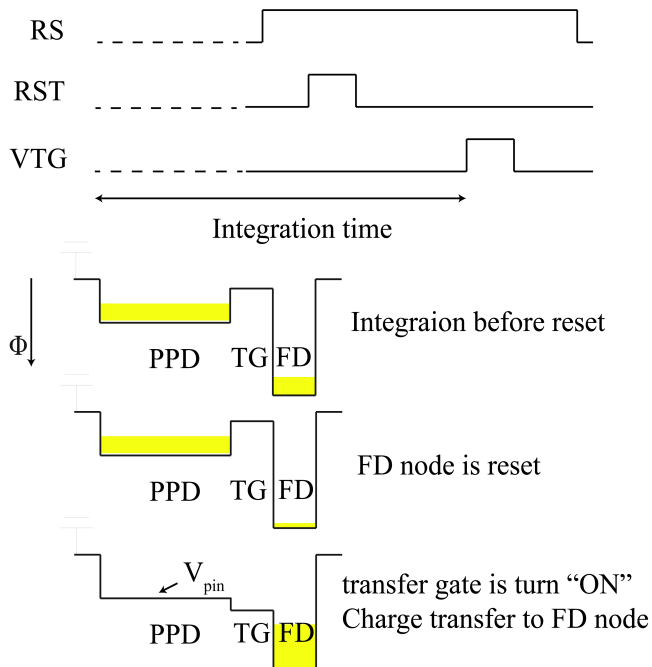 RS
RST
VTG
Integration time
Φ
Integraion before reset
PPD TG FD
FD node is reset
PPD TG FD
V_pin
transfer gate is turn “ON”
Charge transfer to FD node
PPD TG FD